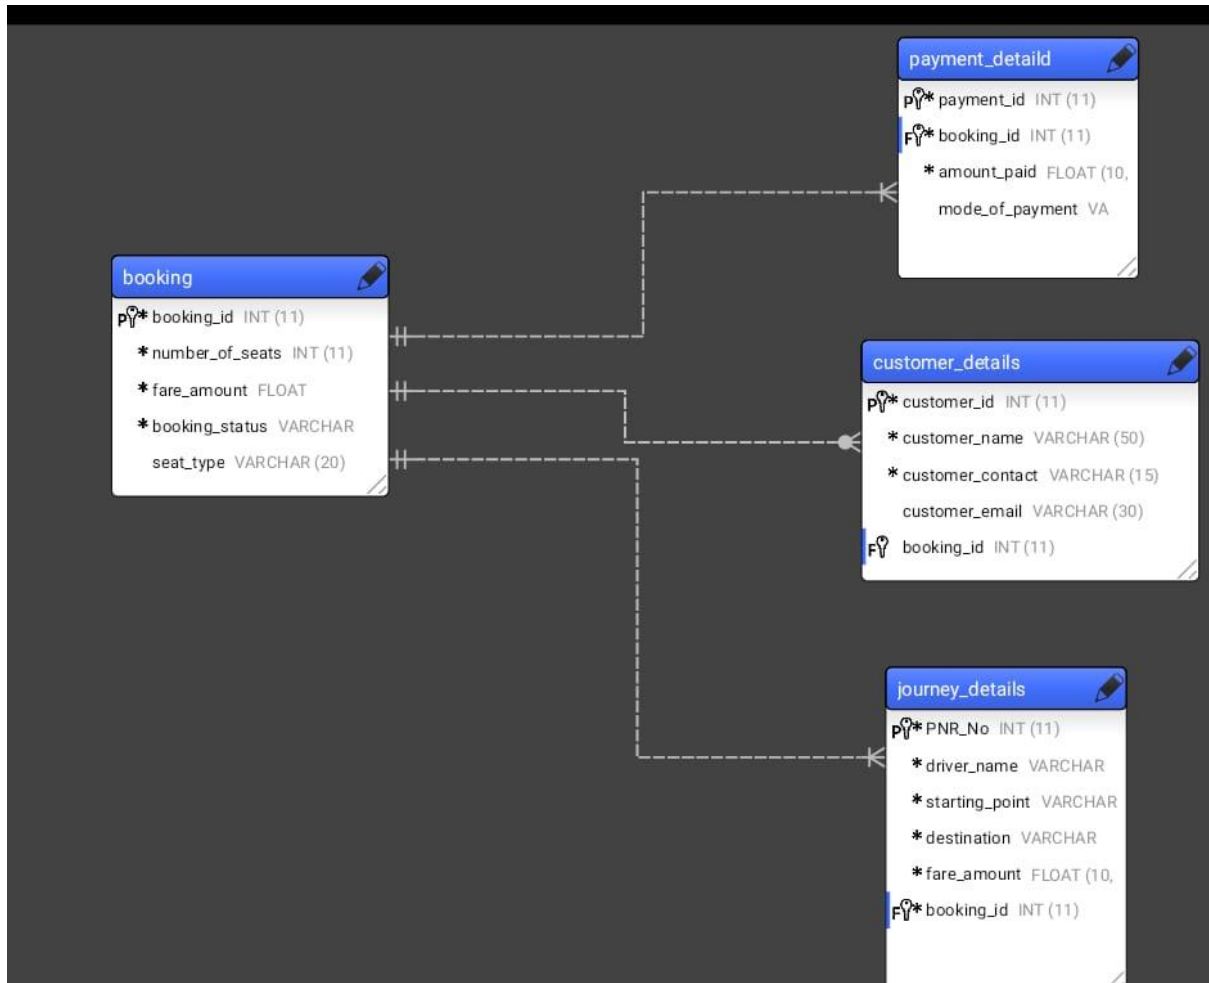 payment_detaild
P* payment_id INT (11)
F* booking_id INT (11)
* amount_paid FLOAT (10,
mode_of_payment VA
booking
P* booking_id INT (11)
* number_of_seats INT (11)
* fare_amount FLOAT
* booking_status VARCHAR
seat_type VARCHAR (20)
customer_details
P* customer_id INT (11)
* customer_name VARCHAR (50)
* customer_contact VARCHAR (15)
customer_email VARCHAR (30)
F booking_id INT (11)
journey_details
P* PNR_No INT (11)
* driver_name VARCHAR
* starting_point VARCHAR
* destination VARCHAR
* fare_amount FLOAT (10,
F* booking_id INT (11)